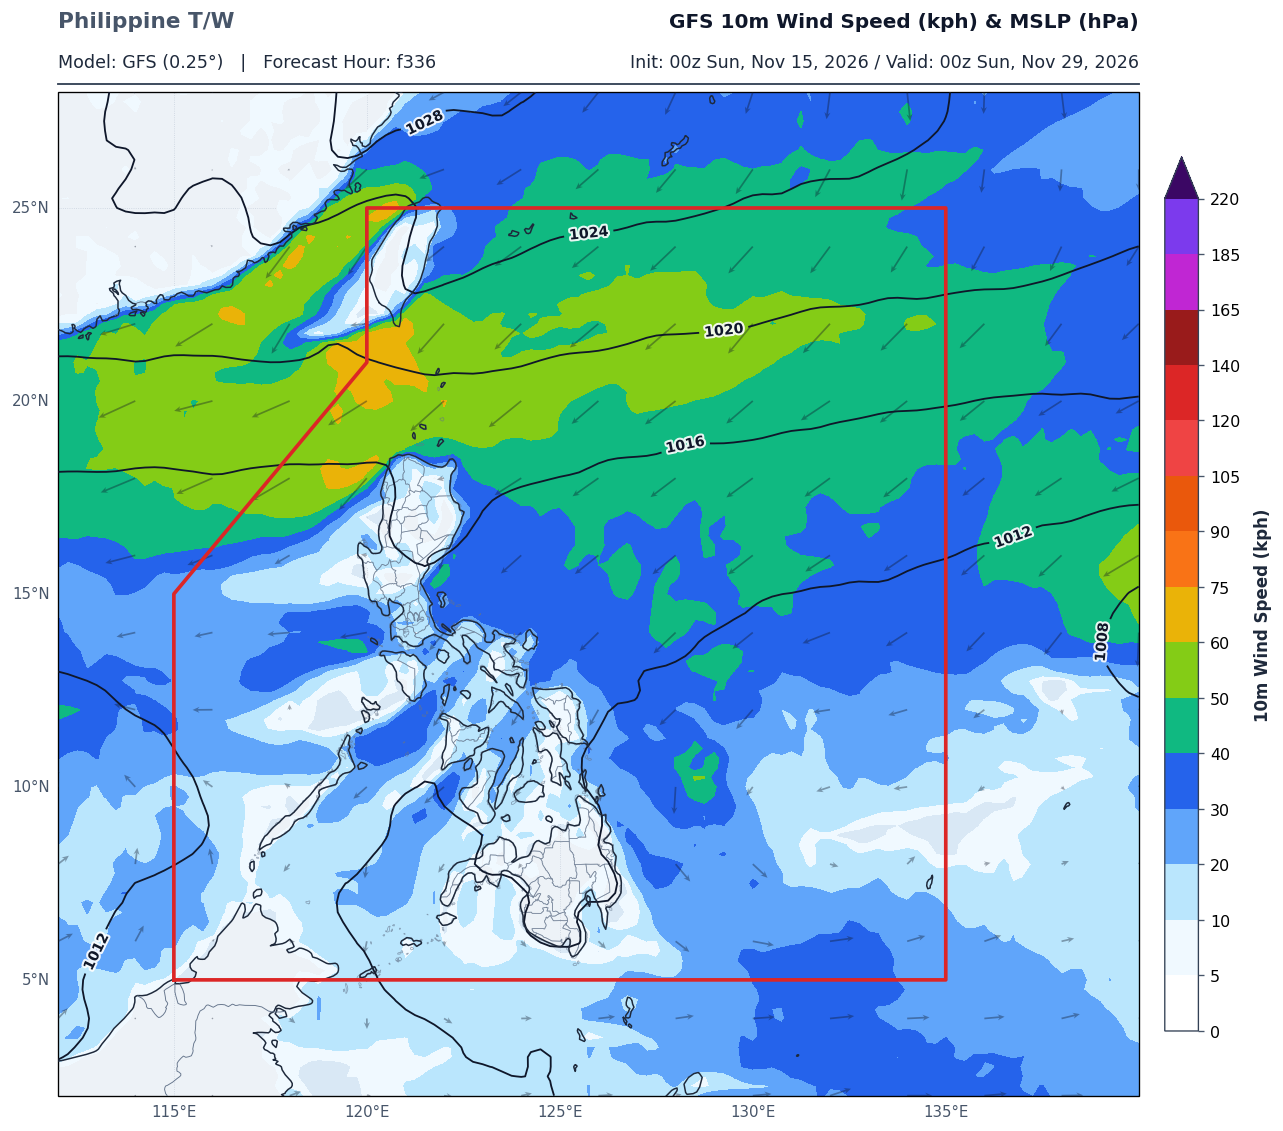 Philippine T/W
GFS 10m Wind Speed (kph) & MSLP (hPa)
Model: GFS (0.25°) | Forecast Hour: f336
Init: 00z Sun, Nov 15, 2026 / Valid: 00z Sun, Nov 29, 2026
1028
1024
1020
1016
1012
1008
1012
25°N
20°N
15°N
10°N
5°N
115°E
120°E
125°E
130°E
135°E
220
185
165
140
120
105
90
75
60
50
40
30
20
10
5
0
10m Wind Speed (kph)